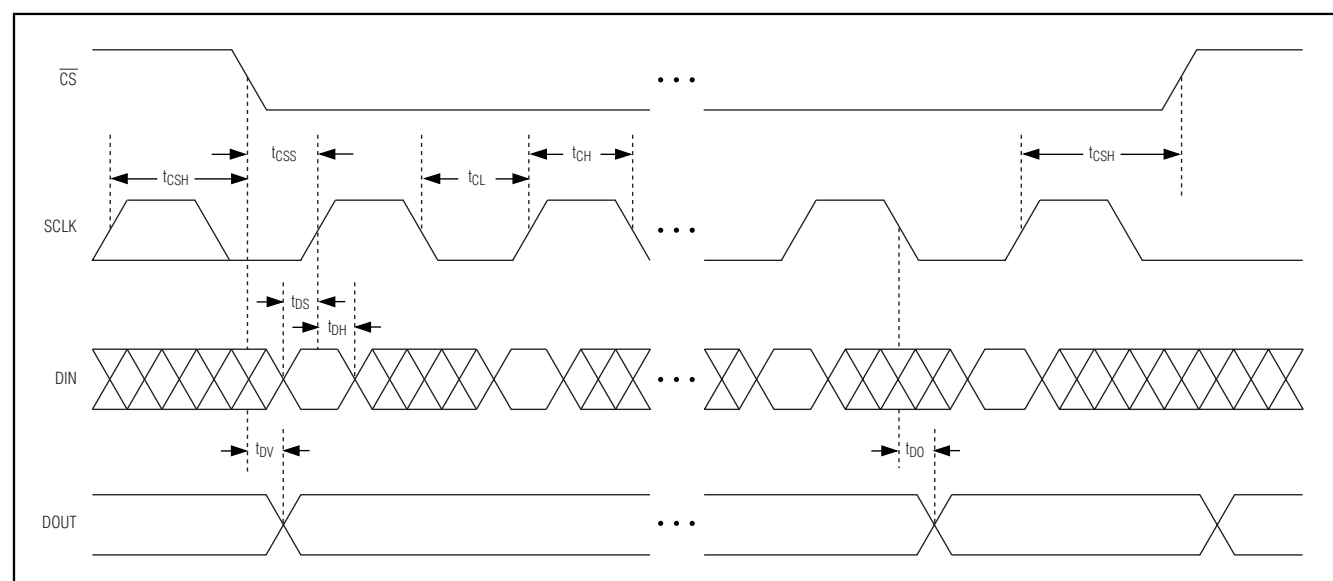 CS
tCSS
tCH
tCSH
tCL
tCSH
SCLK
tDS
tDH
DIN
tDV
tDO
DOUT